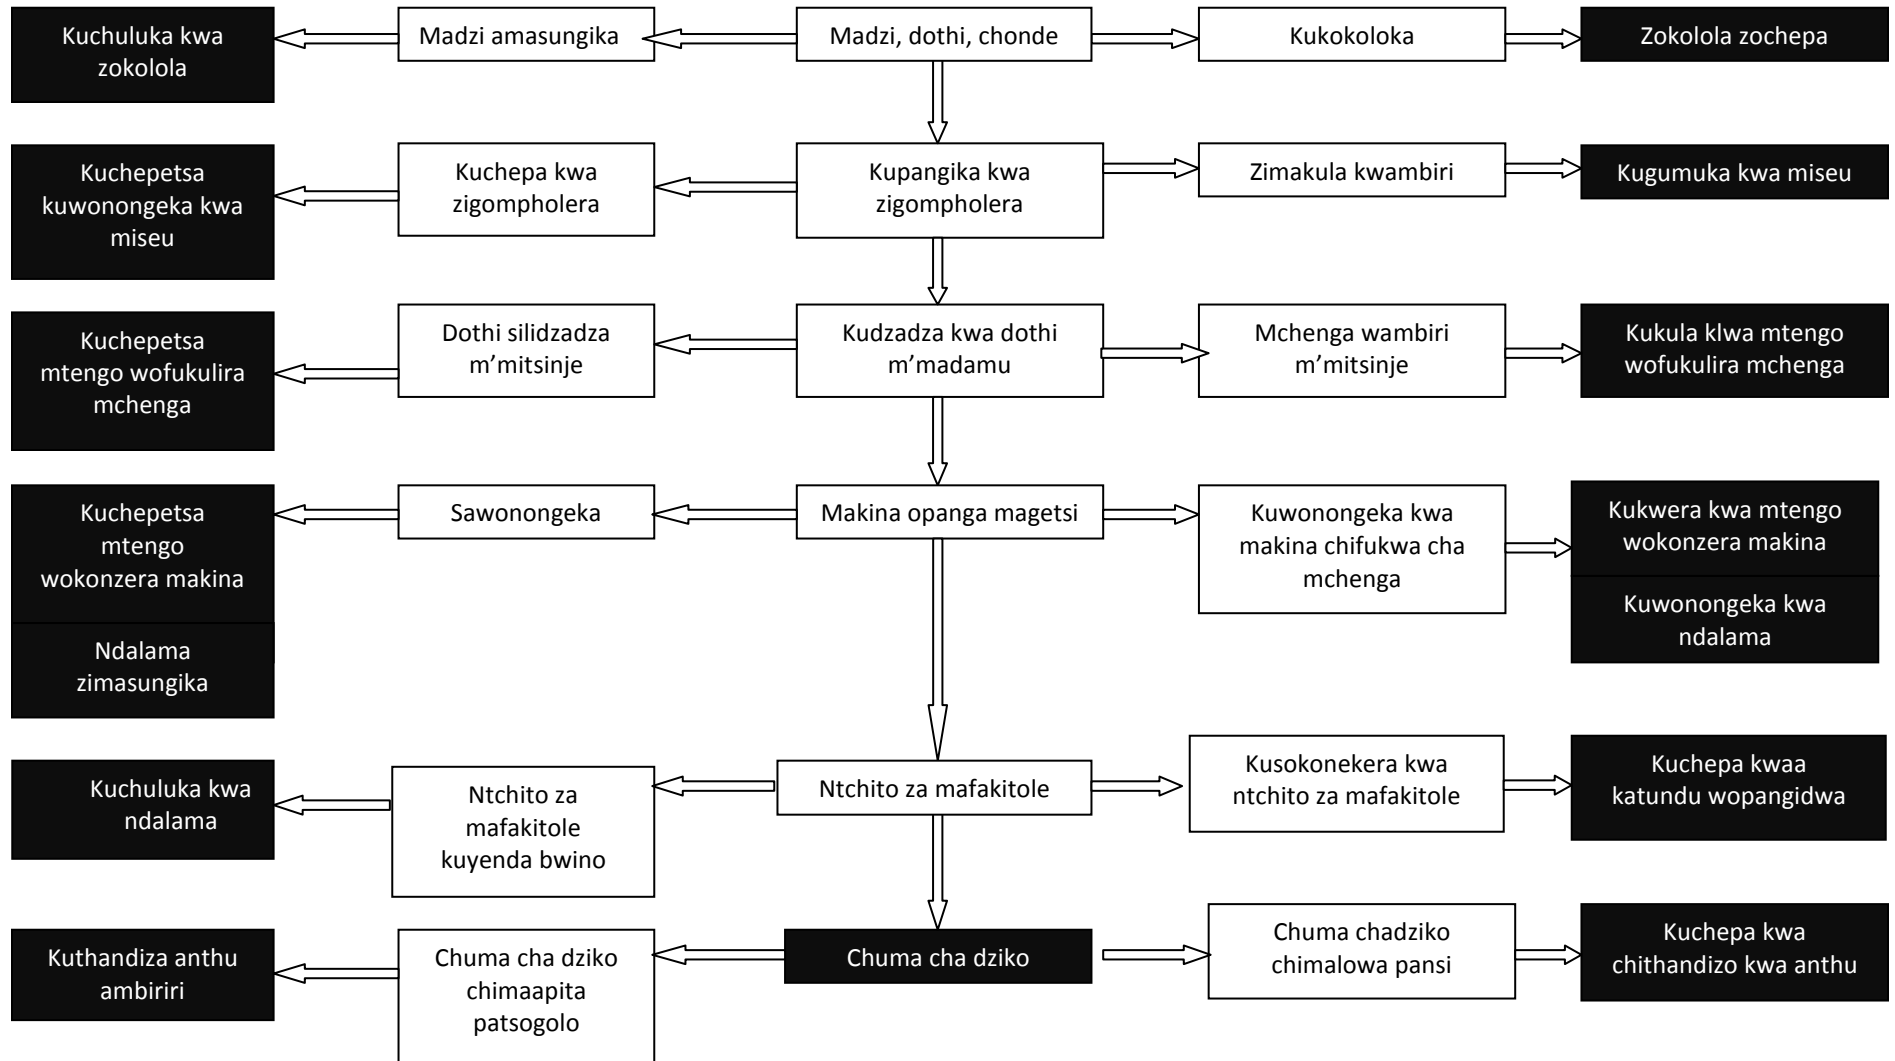 Kuchuluka kwa
zokolola
Madzi amasungika
Madzi, dothi, chonde
Kukokoloka
Zokolola zochepa
Kuchepetsa
kuwonongeka kwa
miseu
Kuchepa kwa
zigompholera
Kupangika kwa
zigompholera
Zimakula kwambiri
Kugumuka kwa miseu
Kuchepetsa
mtengo wofukulira
mchenga
Dothi silidzadza
m’mitsinje
Kudzadza kwa dothi
m’madamu
Mchenga wambiri
m’mitsinje
Kukula klwa mtengo
wofukulira mchenga
Kuchepetsa
mtengo
wokonzera makina
Ndalama
zimasungika
Sawonongeka
Makina opanga magetsi
Kuwonongeka kwa
makina chifukwa cha
mchenga
Kukwera kwa mtengo
wokonzera makina
Kuwonongeka kwa
ndalama
Kuchuluka kwa
ndalama
Ntchito za
mafakitole
kuyenda bwino
Ntchito za mafakitole
Kusokonekera kwa
ntchito za mafakitole
Kuchepa kwaa
katundu wopangidwa
Kuthandiza anthu
ambiriri
Chuma cha dziko
chimaapita
patsogolo
Chuma cha dziko
Chuma chadziko
chimalowa pansi
Kuchepa kwa
chithandizo kwa anthu